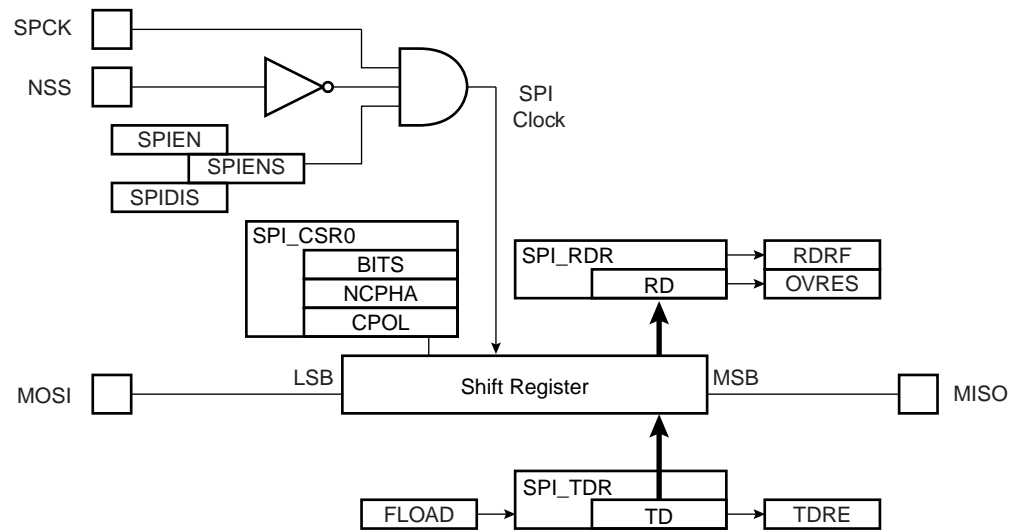 SPCK
NSS
SPI
Clock
SPIEN
SPIENS
SPIDIS
SPI_CSR0
BITS
NCPHA
CPOL
SPI_RDR
RD
RDRF
OVRES
MOSI
LSB
Shift Register
MSB
MISO
SPI_TDR
FLOAD
TD
TDRE